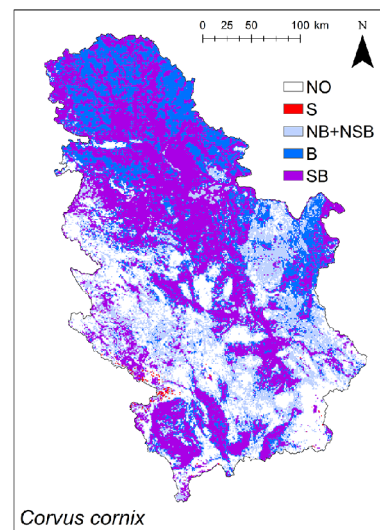 0 25 50 100 km
N
NO
S
NB+NSB
B
SB
Corvus cornix